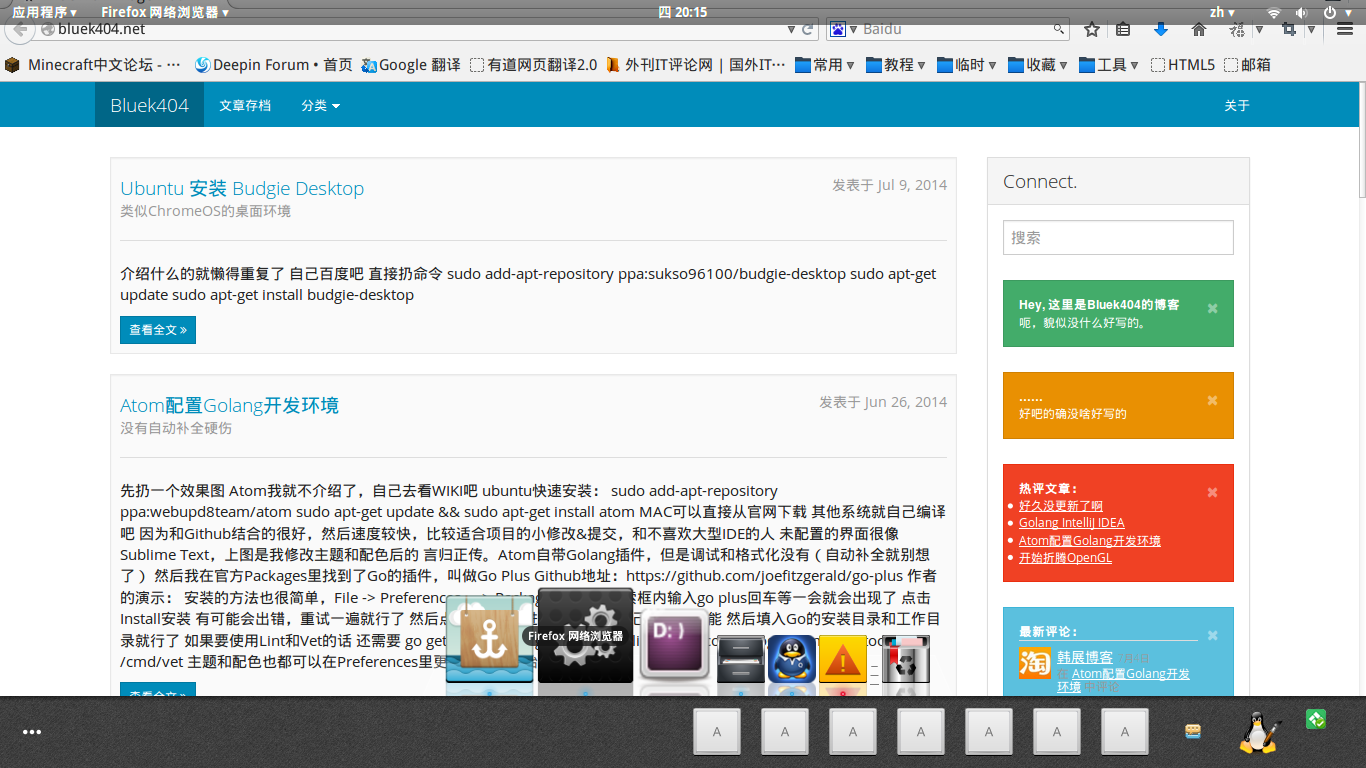 应用程序▾ Firefox 网络浏览器▾ 四 20:15 zh▾
bluek404.net Baidu
Minecraft中文论坛 - ··· Deepin Forum • 首页 Google 翻译 有道网页翻译2.0 外刊IT评论网 | 国外IT··· 常用 教程 临时 收藏 工具 HTML5 邮箱
Bluek404 文章存档 分类 关于
Ubuntu 安装 Budgie Desktop 发表于 Jul 9, 2014
类似ChromeOS的桌面环境
介绍什么的就懒得重复了 自己百度吧 直接扔命令 sudo add-apt-repository ppa:sukso96100/budgie-desktop sudo apt-get
update sudo apt-get install budgie-desktop
查看全文 »
Atom配置Golang开发环境 发表于 Jun 26, 2014
没有自动补全硬伤
先扔一个效果图 Atom我就不介绍了，自己去看WIKI吧 ubuntu快速安装： sudo add-apt-repository
ppa:webupd8team/atom sudo apt-get update && sudo apt-get install atom MAC可以直接从官网下载 其他系统就自己编译
吧 因为和Github结合的很好，然后速度较快，比较适合项目的小修改&提交，和不喜欢大型IDE的人 未配置的界面很像
Sublime Text，上图是我修改主题和配色后的 言归正传。Atom自带Golang插件，但是调试和格式化没有（自动补全就别想
了） 然后我在官方Packages里找到了Go的插件，叫做Go Plus Github地址：https://github.com/joefitzgerald/go-plus 作者
的演示： 安装的方法也很简单，File -> Preferences 框内输入go plus回车等一会就会出现了 点击
Install安装 有可能会出错，重试一遍就行了 然后 能 然后填入Go的安装目录和工作目
录就行了 如果要使用Lint和Vet的话 还需要 go get
/cmd/vet 主题和配色也都可以在Preferences里
查看全文 »
Connect.
搜索
Hey, 这里是Bluek404的博客
呃，貌似没什么好写的。
......
好吧的确没啥好写的
热评文章：
好久没更新了啊
Golang IntelliJ IDEA
Atom配置Golang开发环境
开始折腾OpenGL
最新评论：
韩展博客
在 Atom配置Golang开发
环境 中评论
Firefox 网络浏览器
D: )
A A A A A A A